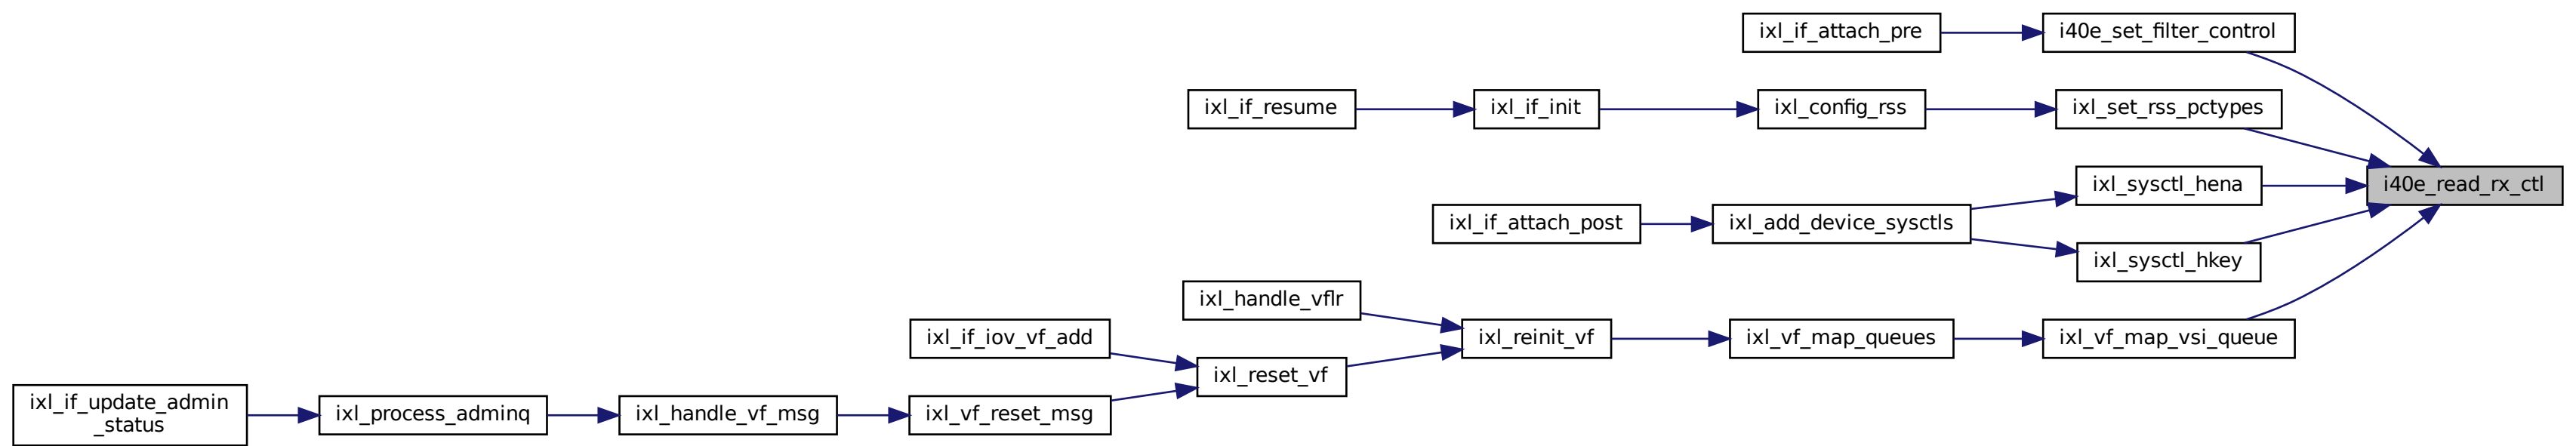 ixl_if_attach_pre
i40e_set_filter_control
ixl_if_resume
ixl_if_init
ixl_config_rss
ixl_set_rss_pctypes
ixl_sysctl_hena
i40e_read_rx_ctl
ixl_if_attach_post
ixl_add_device_sysctls
ixl_sysctl_hkey
ixl_handle_vflr
ixl_if_iov_vf_add
ixl_reinit_vf
ixl_vf_map_queues
ixl_vf_map_vsi_queue
ixl_reset_vf
ixl_if_update_admin
_status
ixl_process_adminq
ixl_handle_vf_msg
ixl_vf_reset_msg